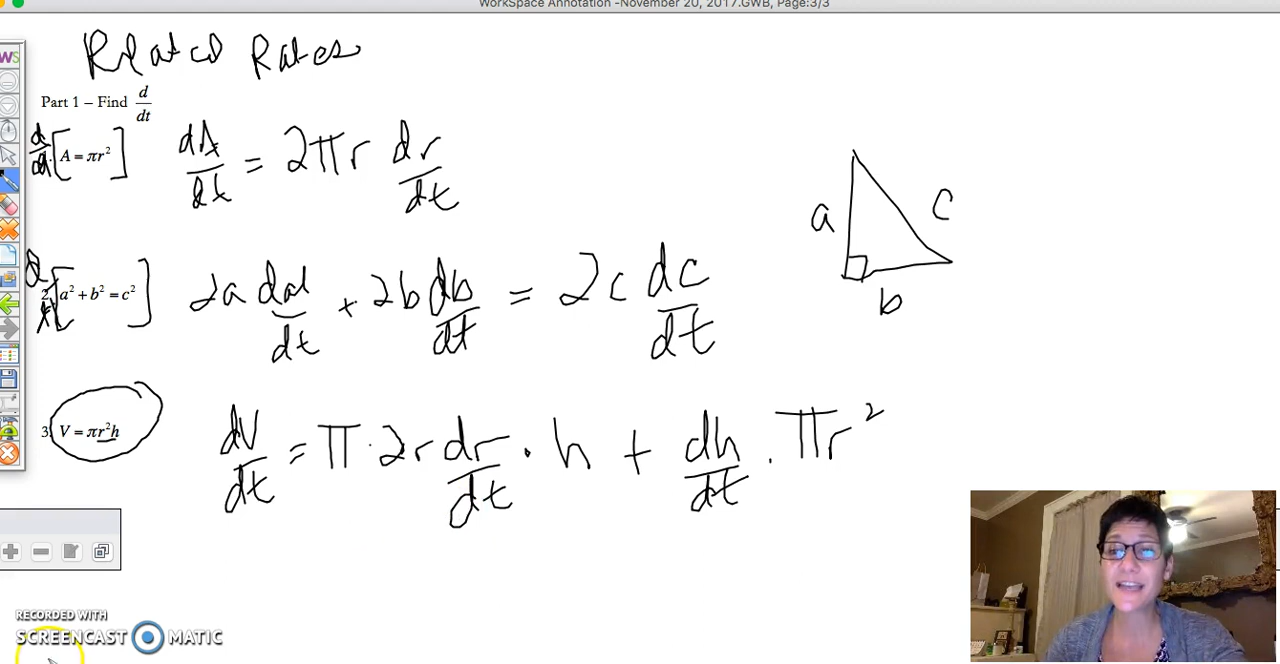 WorkSpace Annotation -November 20, 2017.GWB, Page:3/3
Related Rates
Part 1 – Find d/dt
d/dt [A = πr²] dA/dt = 2πr dr/dt
a
c
b
2. d/dt [a² + b² = c²] 2a da/dt + 2b db/dt = 2c dc/dt
3. V = πr²h dV/dt = π · 2r dr/dt · h + dh/dt · πr²
RECORDED WITH
SCREENCAST MATIC